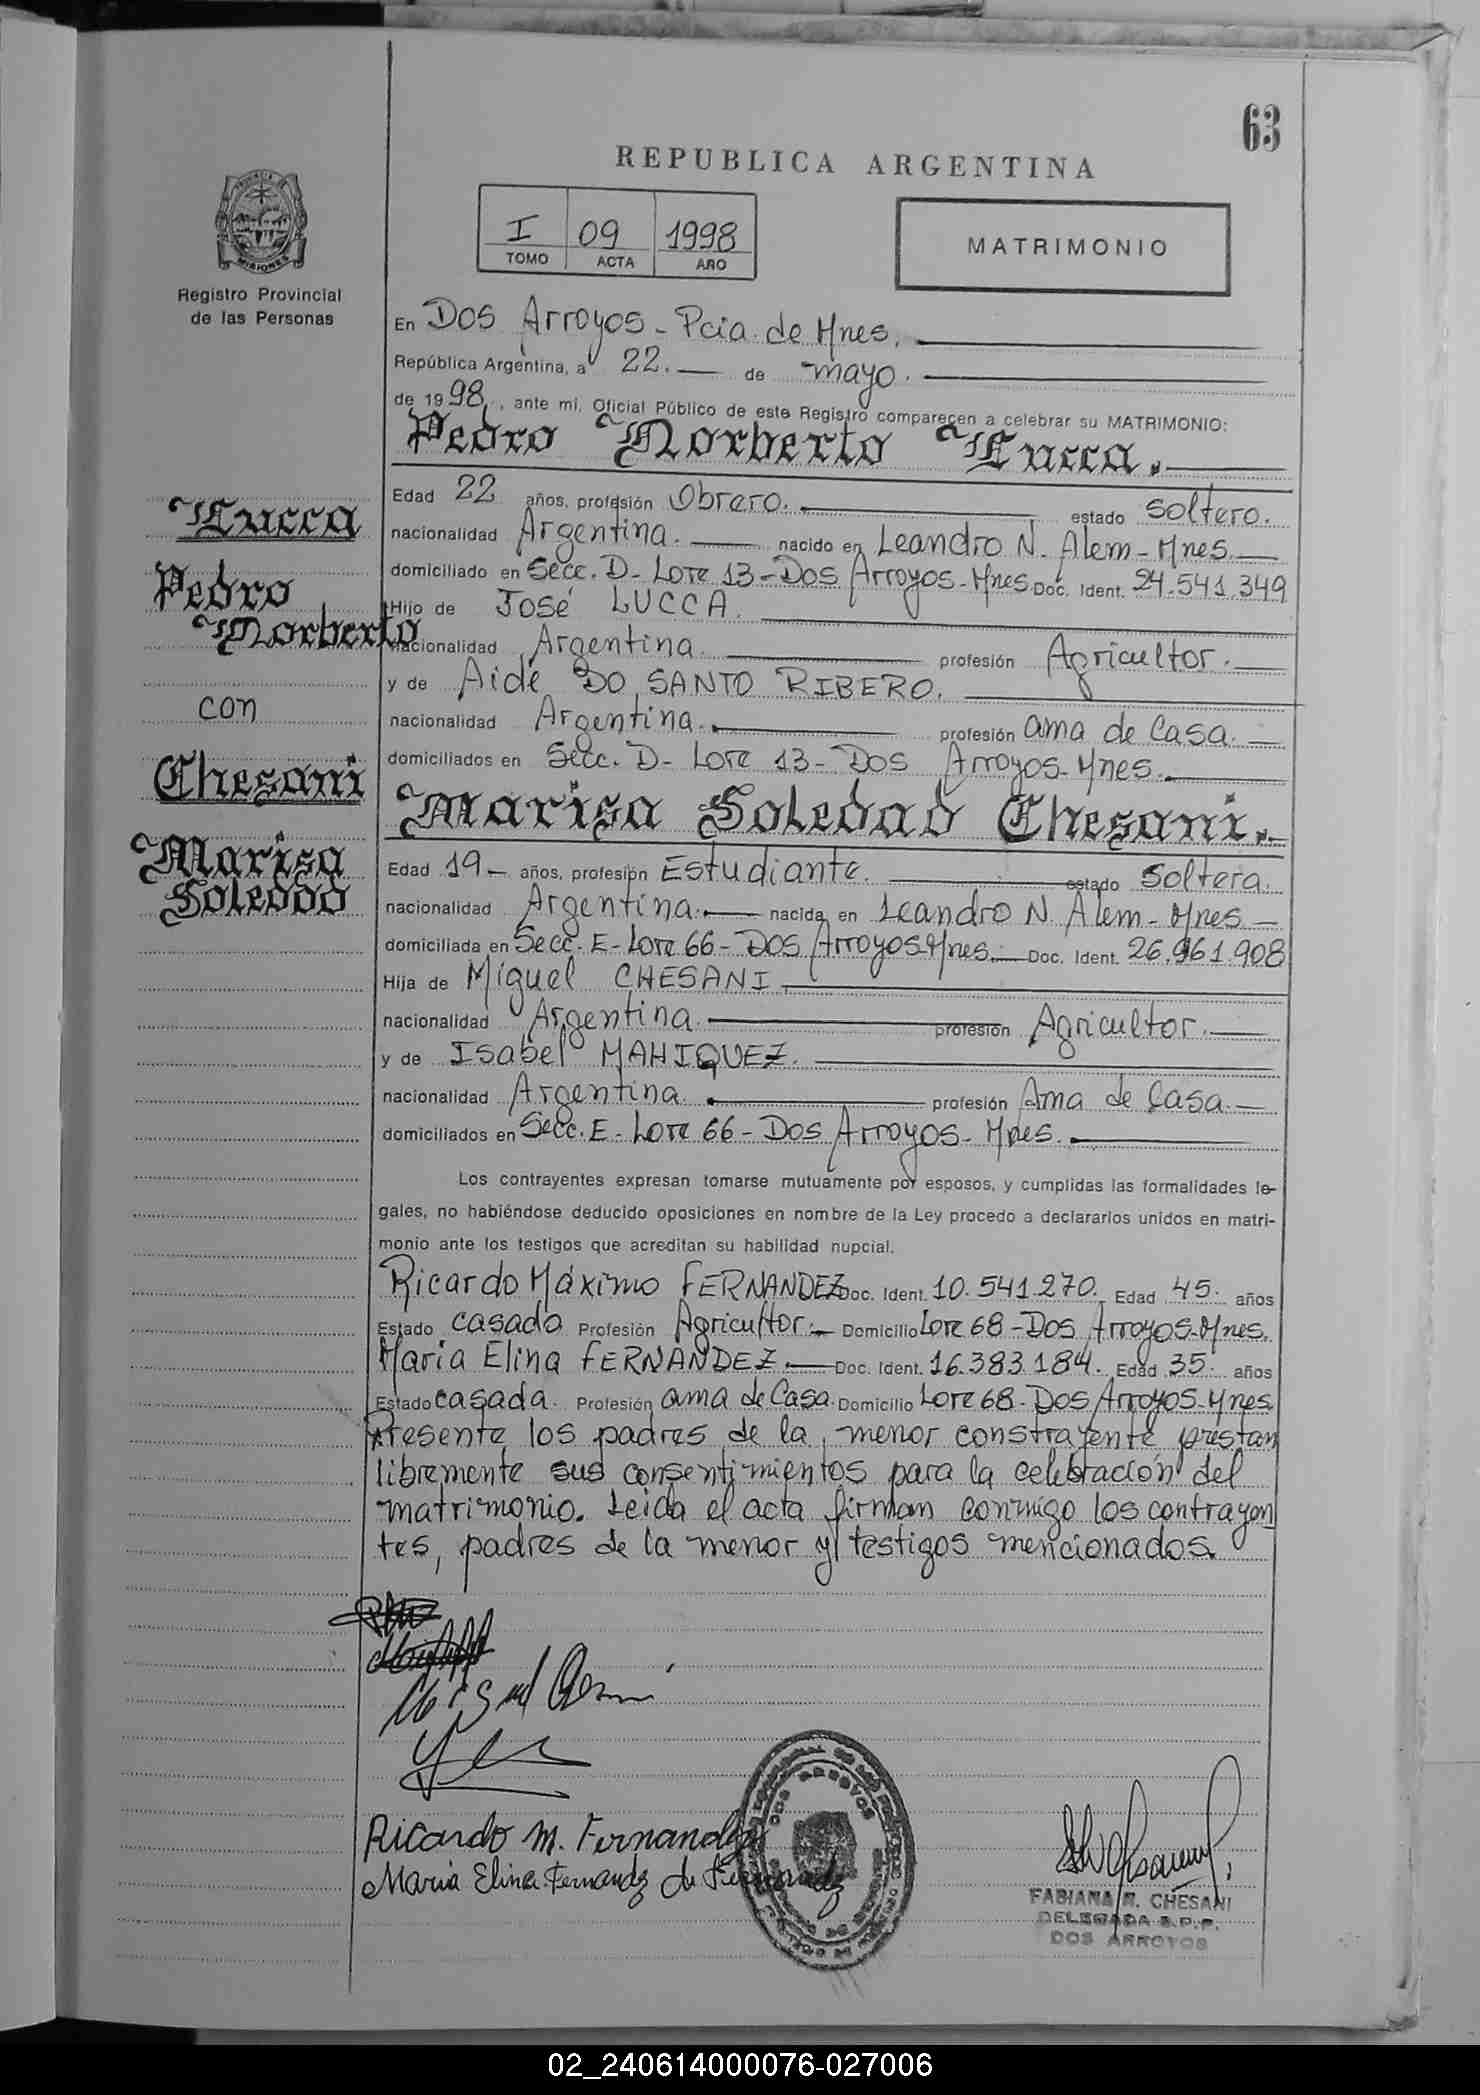 63
REPUBLICA ARGENTINA
I 09 1998
TOMO ACTA AÑO
MATRIMONIO
PROVINCIA DE
MISIONES
Registro Provincial
de las Personas
En Dos Arroyos - Pcia. de Mnes.
República Argentina, a 22. de mayo.
de 1998., ante mí, Oficial Público de este Registro comparecen a celebrar su MATRIMONIO:
Pedro Norberto Lucca.
Edad 22 años, profesión Obrero. estado soltero.
nacionalidad Argentina. nacido en Leandro N. Alem - Mnes.
domiciliado en Secc. D - Lote 13 - Dos Arroyos - Mnes. Doc. Ident. 24.541.349
Hijo de José LUCCA.
nacionalidad Argentina. profesión Agricultor.
y de Aidé DO SANTO RIBERO.
nacionalidad Argentina. profesión ama de Casa.
domiciliados en Secc. D - Lote 13 - Dos Arroyos - Mnes.
Marisa Soledad Chesani.
Edad 19 años, profesión Estudiante. estado soltera.
nacionalidad Argentina. nacida en Leandro N. Alem - Mnes.
domiciliada en Secc. E - Lote 66 - Dos Arroyos - Mnes. Doc. Ident. 26.961.908
Hija de Miguel CHESANI
nacionalidad Argentina. profesión Agricultor.
y de Isabel MAHIQUEZ.
nacionalidad Argentina. profesión Ama de Casa.
domiciliados en Secc. E - Lote 66 - Dos Arroyos - Mnes.
Los contrayentes expresan tomarse mutuamente por esposos, y cumplidas las formalidades le-
gales, no habiéndose deducido oposiciones en nombre de la Ley procedo a declararlos unidos en matri-
monio ante los testigos que acreditan su habilidad nupcial.
Ricardo Máximo FERNANDEZ Doc. Ident. 10.541.270. Edad 45. años
Estado casado Profesión Agricultor. Domicilio Lote 68 - Dos Arroyos - Mnes.
Maria Elina FERNANDEZ. Doc. Ident. 16.383.184. Edad 35. años
Estado casada. Profesión ama de Casa. Domicilio Lote 68 - Dos Arroyos - Mnes
Presente los padres de la menor constrayente prestan
libremente sus consentimientos para la celebración del
matrimonio. Leida el acta firman conmigo los contrayen
tes, padres de la menor y testigos mencionados.
Lucca
Pedro
Norberto
con
Chesani
Marisa
Soledad
Ricardo M. Fernandez
Maria Elina Fernandez de Fernandez
DOS ARROYOS
FABIANA R. CHESANI
DELEGADA R.P.P.
DOS ARROYOS
02_240614000076-027006